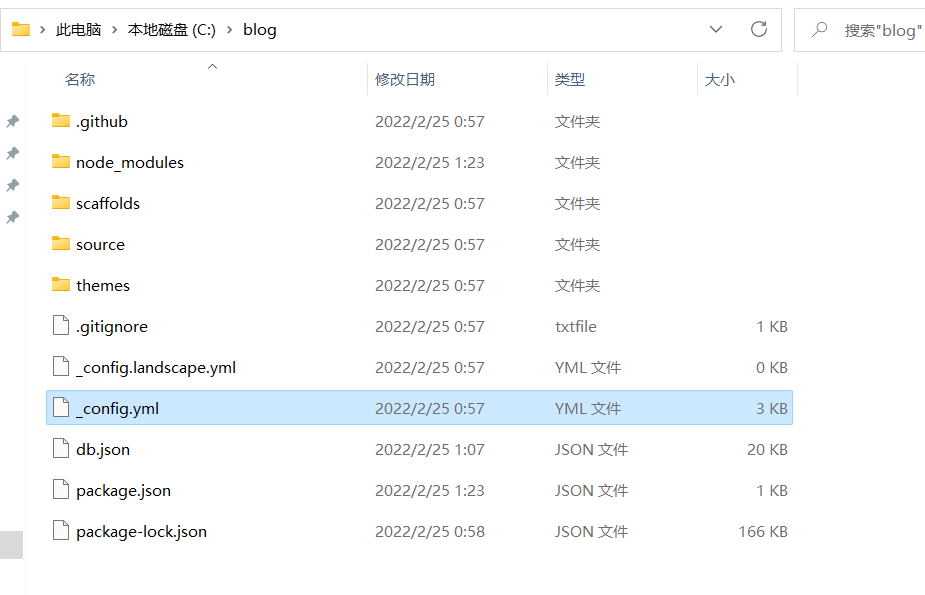 此电脑 › 本地磁盘 (C:) › blog 搜索"blog"
名称 修改日期 类型 大小
.github 2022/2/25 0:57 文件夹
node_modules 2022/2/25 1:23 文件夹
scaffolds 2022/2/25 0:57 文件夹
source 2022/2/25 0:57 文件夹
themes 2022/2/25 0:57 文件夹
.gitignore 2022/2/25 0:57 txtfile 1 KB
_config.landscape.yml 2022/2/25 0:57 YML 文件 0 KB
_config.yml 2022/2/25 0:57 YML 文件 3 KB
db.json 2022/2/25 1:07 JSON 文件 20 KB
package.json 2022/2/25 1:23 JSON 文件 1 KB
package-lock.json 2022/2/25 0:58 JSON 文件 166 KB